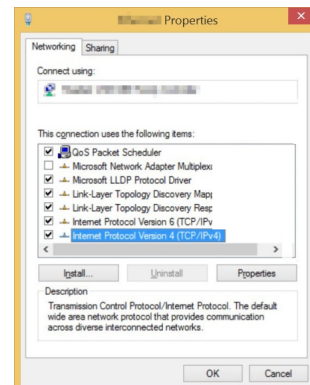 Properties
Networking Sharing
Connect using:
This connection uses the following items:
QoS Packet Scheduler
Microsoft Network Adapter Multiplex
Microsoft LLDP Protocol Driver
Link-Layer Topology Discovery Mapp
Link-Layer Topology Discovery Resp
Internet Protocol Version 6 (TCP/IPv
Internet Protocol Version 4 (TCP/IPv4)
Install... Uninstall Properties
Description
Transmission Control Protocol/Internet Protocol. The default
wide area network protocol that provides communication
across diverse interconnected networks.
OK Cancel